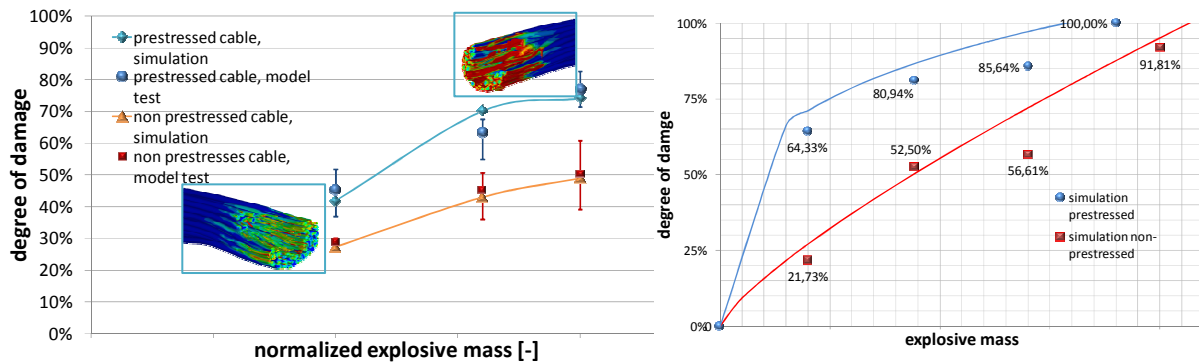 degree of damage
100%
90%
80%
70%
60%
50%
40%
30%
20%
10%
0%
prestressed cable,
simulation
prestressed cable, model
test
non prestressed cable,
simulation
non prestresses cable,
model test
normalized explosive mass [-]
degree of damge
100%
75%
50%
25%
0%
0
100,00%
91,81%
85,64%
80,94%
64,33%
52,50%
56,61%
21,73%
simulation
prestressed
simulation non-
prestressed
explosive mass